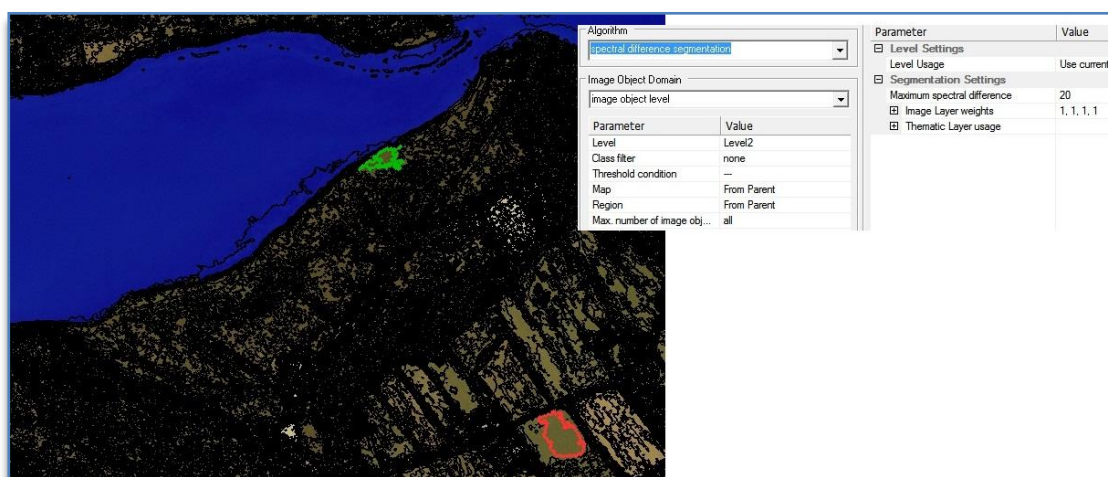 Algorithm
spectral difference segmentation
Image Object Domain
image object level
Parameter Value
Level Level2
Class filter none
Threshold condition ---
Map From Parent
Region From Parent
Max. number of image obj... all
Parameter Value
Level Settings
Level Usage Use current
Segmentation Settings
Maximum spectral difference 20
Image Layer weights 1, 1, 1, 1
Thematic Layer usage